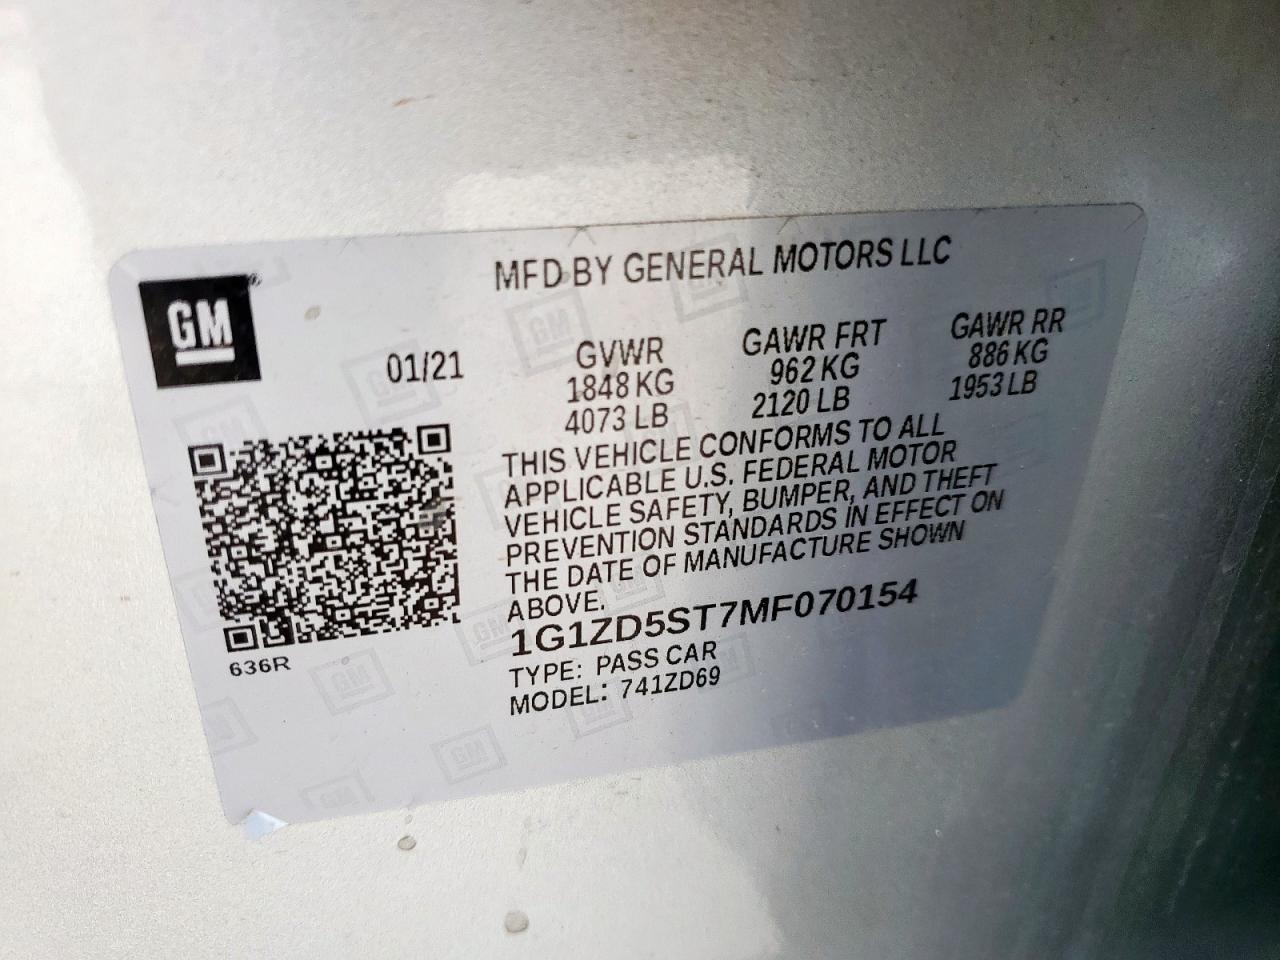 MFD BY GENERAL MOTORS LLC
GM®
01/21
GVWR
1848 KG
4073 LB
GAWR FRT
962 KG
2120 LB
GAWR RR
886 KG
1953 LB
THIS VEHICLE CONFORMS TO ALL
APPLICABLE U.S. FEDERAL MOTOR
VEHICLE SAFETY, BUMPER, AND THEFT
PREVENTION STANDARDS IN EFFECT ON
THE DATE OF MANUFACTURE SHOWN
ABOVE.
1G1ZD5ST7MF070154
TYPE: PASS CAR
MODEL: 741ZD69
636R